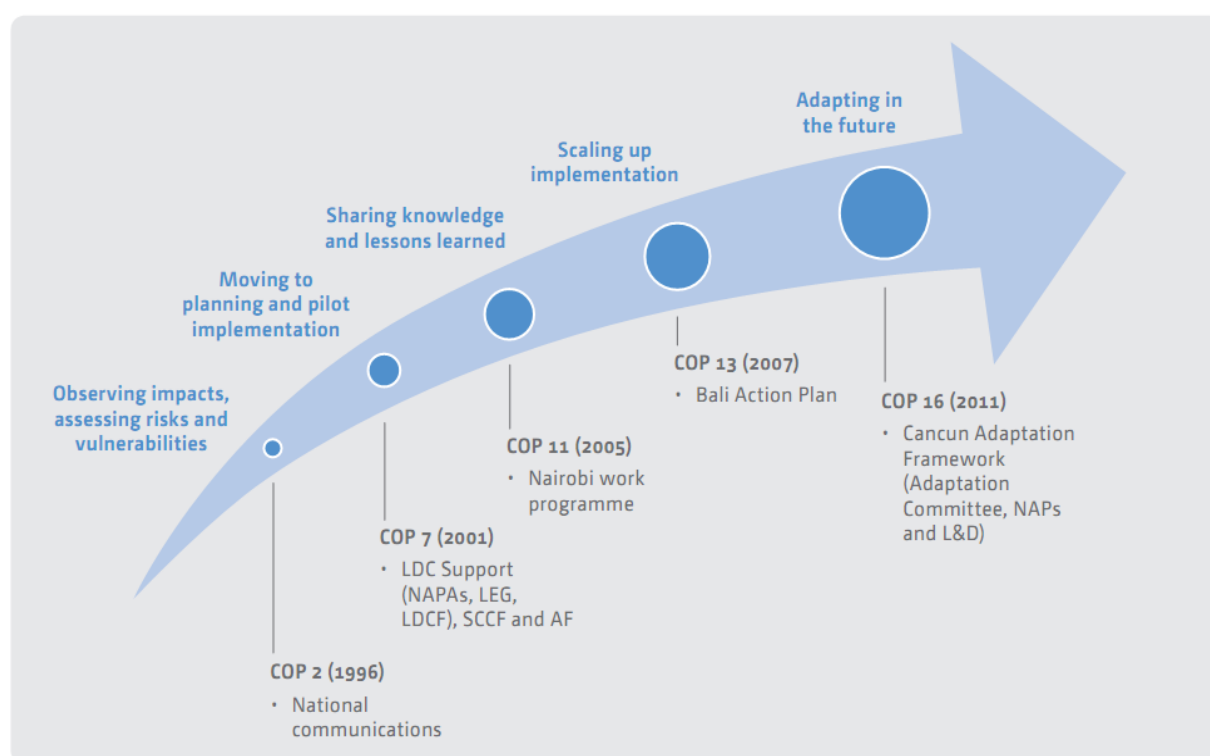 Adapting in
the future
Scaling up
implementation
Sharing knowledge
and lessons learned
Moving to
planning and pilot
implementation
Observing impacts,
assessing risks and
vulnerabilities
COP 2 (1996)
• National
communications
COP 7 (2001)
• LDC Support
(NAPAs, LEG,
LDCF), SCCF and AF
COP 11 (2005)
• Nairobi work
programme
COP 13 (2007)
• Bali Action Plan
COP 16 (2011)
• Cancun Adaptation
Framework
(Adaptation
Committee, NAPs
and L&D)